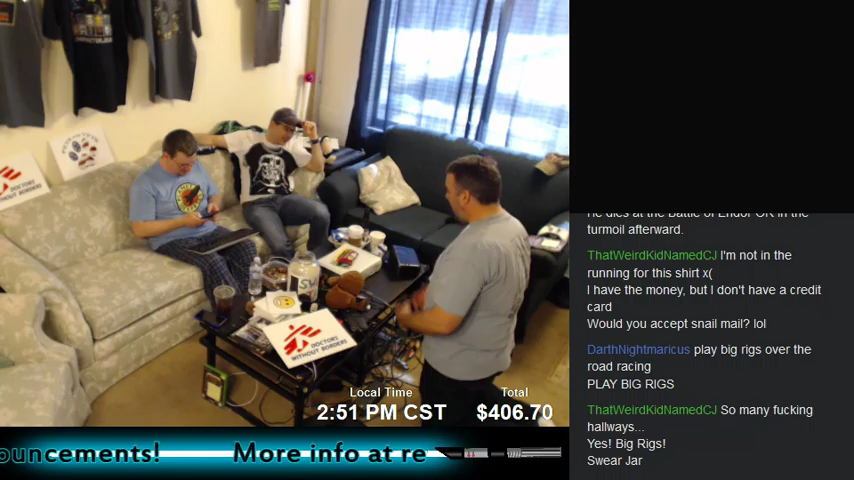 DOCTORS
WITHOUT BORDERS
DOCTORS
WITHOUT BORDERS
Local Time
2:51 PM CST
Total
$406.70
ouncements!
More info at re
he dies at the Battle of Endor OR in the
turmoil afterward.
ThatWeirdKidNamedCJ I'm not in the
running for this shirt x(
I have the money, but I don't have a credit
card
Would you accept snail mail? lol
DarthNightmaricus play big rigs over the
road racing
PLAY BIG RIGS
ThatWeirdKidNamedCJ So many fucking
hallways...
Yes! Big Rigs!
Swear Jar